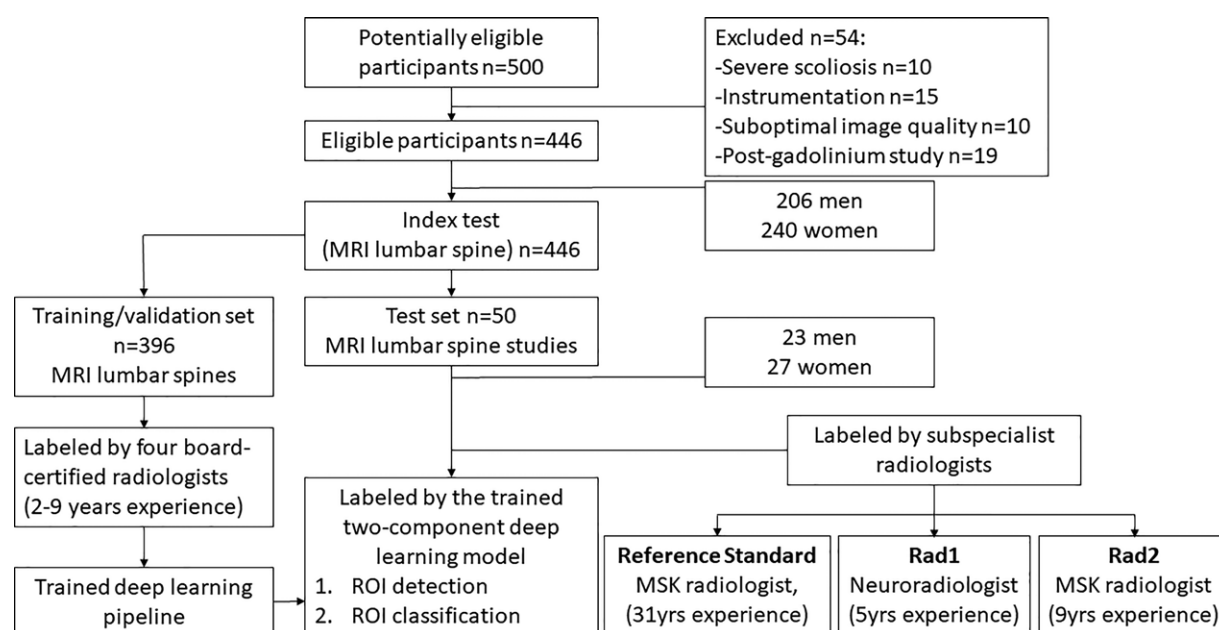 Potentially eligible
participants n=500
Excluded n=54:
-Severe scoliosis n=10
-Instrumentation n=15
-Suboptimal image quality n=10
-Post-gadolinium study n=19
Eligible participants n=446
206 men
240 women
Index test
(MRI lumbar spine) n=446
Training/validation set
n=396
MRI lumbar spines
Test set n=50
MRI lumbar spine studies
23 men
27 women
Labeled by four board-
certified radiologists
(2-9 years experience)
Labeled by subspecialist
radiologists
Trained deep learning
pipeline
Labeled by the trained
two-component deep
learning model
1. ROI detection
2. ROI classification
Reference Standard
MSK radiologist,
(31yrs experience)
Rad1
Neuroradiologist
(5yrs experience)
Rad2
MSK radiologist
(9yrs experience)